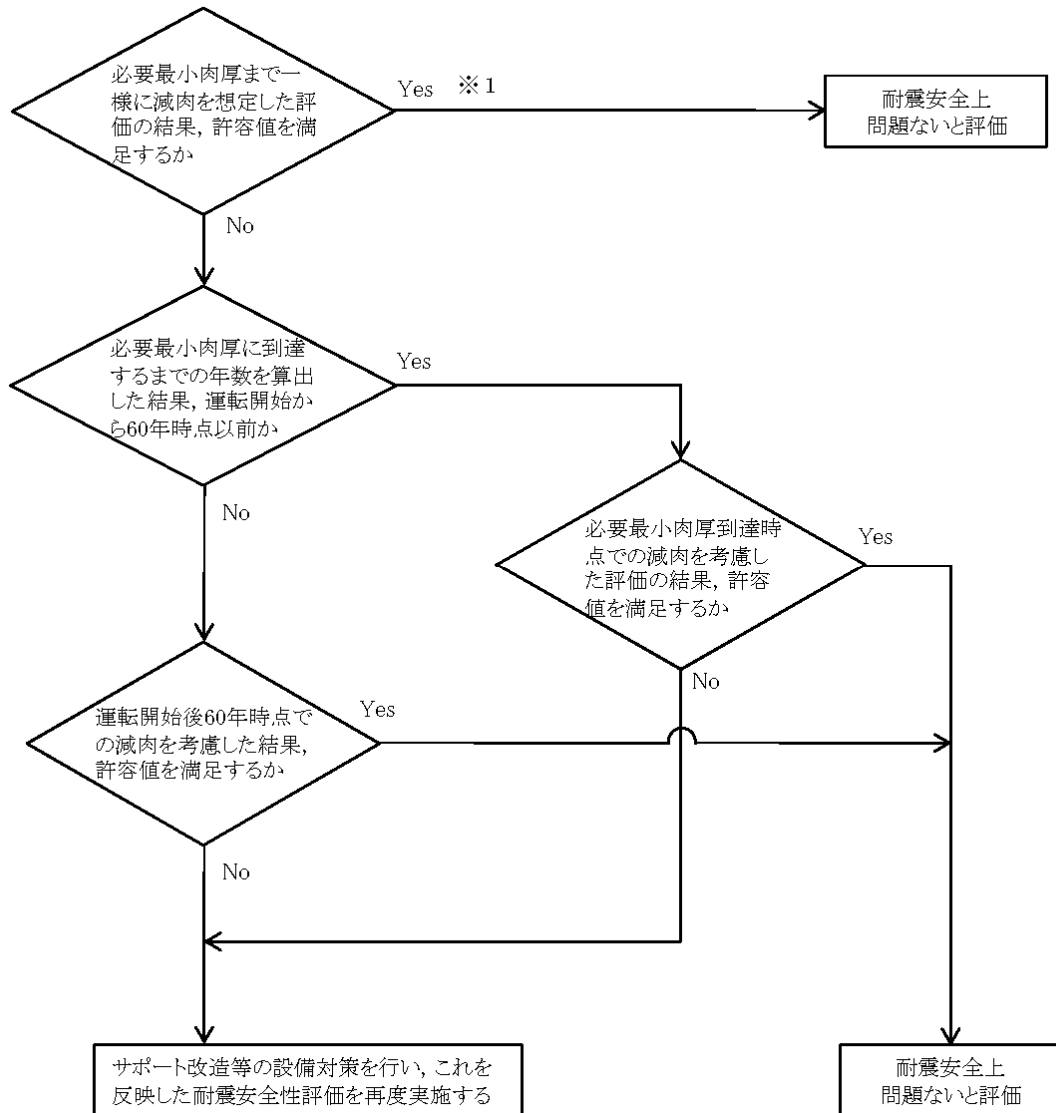 必要最小肉厚まで一
様に減肉を想定した評
価の結果，許容値を満
足するか
Yes ※1
耐震安全上
問題ないと評価
No
必要最小肉厚に到達
するまでの年数を算出
した結果，運転開始か
ら60年時点以前か
Yes
No
必要最小肉厚到達時
点での減肉を考慮し
た評価の結果，許容
値を満足するか
Yes
No
運転開始後60年時点で
の減肉を考慮した結果，
許容値を満足するか
Yes
No
サポート改造等の設備対策を行い，これを
反映した耐震安全性評価を再度実施する
耐震安全上
問題ないと評価